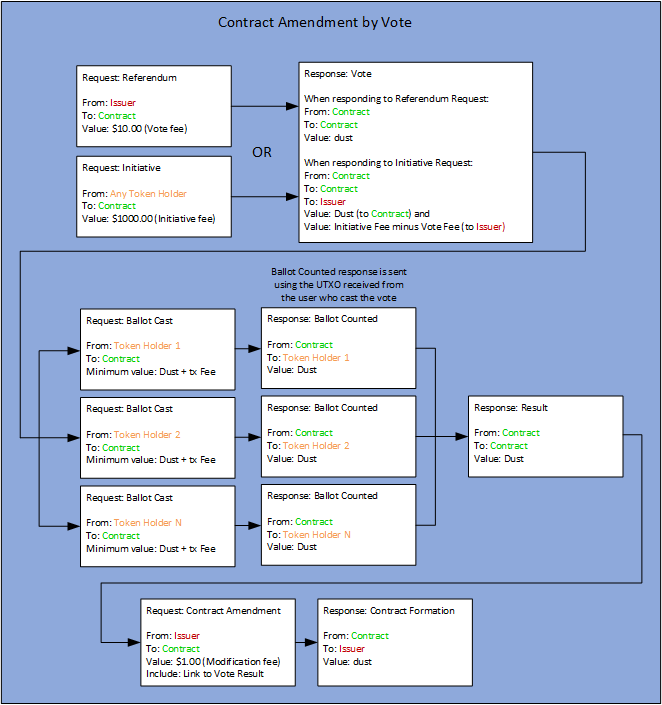 Contract Amendment by Vote
Request: Referendum
From: Issuer
To: Contract
Value: $10.00 (Vote fee)
OR
Request: Initiative
From: Any Token Holder
To: Contract
Value: $1000.00 (Initiative fee)
Response: Vote
When responding to Referendum Request:
From: Contract
To: Contract
Value: dust
When responding to Initiative Request:
From: Contract
To: Contract
To: Issuer
Value: Dust (to Contract) and
Value: Initiative Fee minus Vote Fee (to Issuer)
Ballot Counted response is sent
using the UTXO received from
the user who cast the vote
Request: Ballot Cast
From: Token Holder 1
To: Contract
Minimum value: Dust + tx Fee
Response: Ballot Counted
From: Contract
To: Token Holder 1
Value: Dust
Request: Ballot Cast
From: Token Holder 2
To: Contract
Minimum value: Dust + tx Fee
Response: Ballot Counted
From: Contract
To: Token Holder 2
Value: Dust
Request: Ballot Cast
From: Token Holder N
To: Contract
Minimum value: Dust + tx Fee
Response: Ballot Counted
From: Contract
To: Token Holder N
Value: Dust
Response: Result
From: Contract
To: Contract
Value: Dust
Request: Contract Amendment
From: Issuer
To: Contract
Value: $1.00 (Modification fee)
Include: Link to Vote Result
Response: Contract Formation
From: Contract
To: Issuer
Value: dust